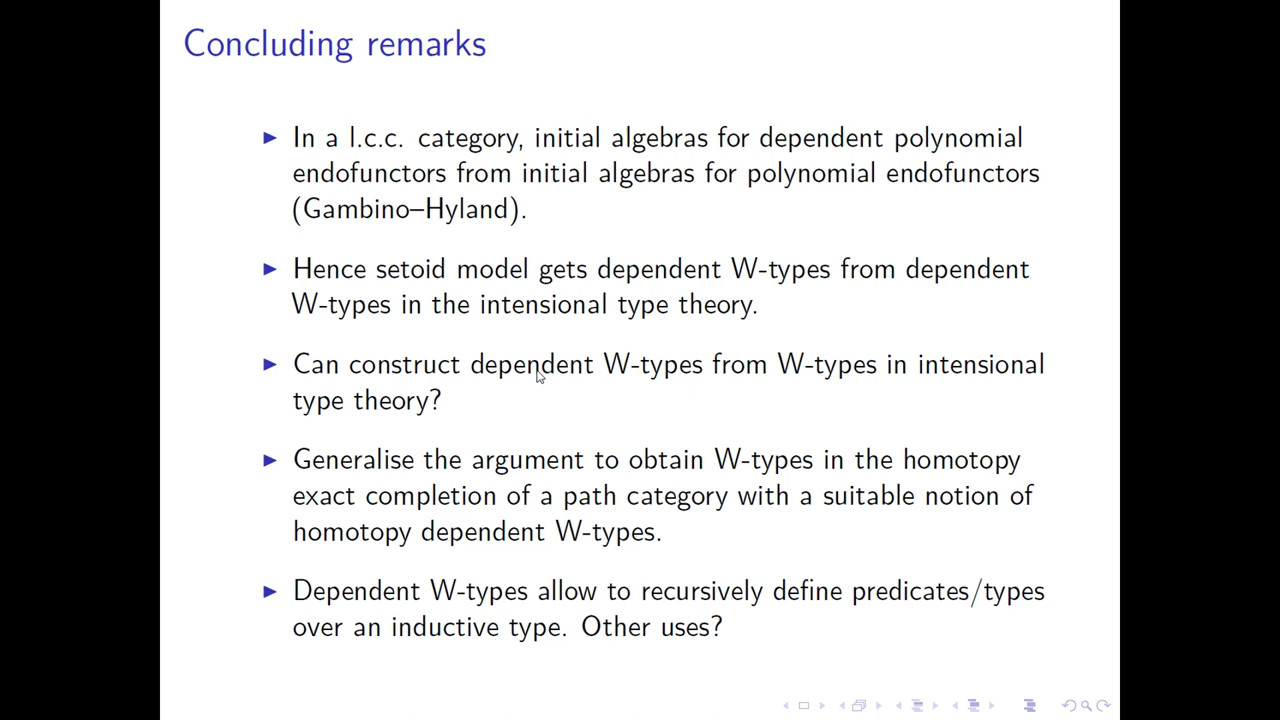 Concluding remarks
In a l.c.c. category, initial algebras for dependent polynomial
endofunctors from initial algebras for polynomial endofunctors
(Gambino–Hyland).
Hence setoid model gets dependent W-types from dependent
W-types in the intensional type theory.
Can construct dependent W-types from W-types in intensional
type theory?
Generalise the argument to obtain W-types in the homotopy
exact completion of a path category with a suitable notion of
homotopy dependent W-types.
Dependent W-types allow to recursively define predicates/types
over an inductive type. Other uses?